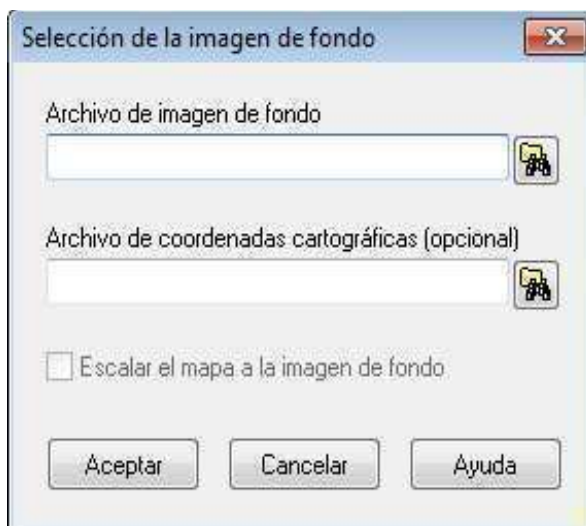 Selección de la imagen de fondo
Archivo de imagen de fondo
Archivo de coordenadas cartográficas (opcional)
Escalar el mapa a la imagen de fondo
Aceptar Cancelar Ayuda